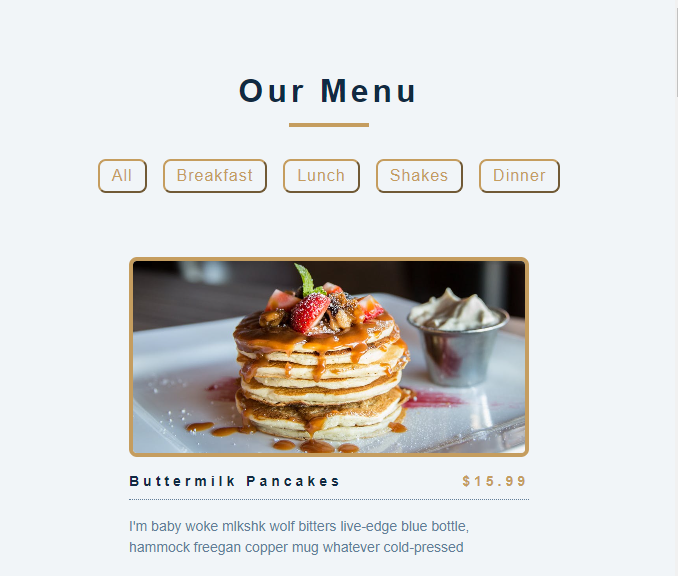 Our Menu
All Breakfast Lunch Shakes Dinner
Buttermilk Pancakes $15.99
I'm baby woke mlkshk wolf bitters live-edge blue bottle,
hammock freegan copper mug whatever cold-pressed